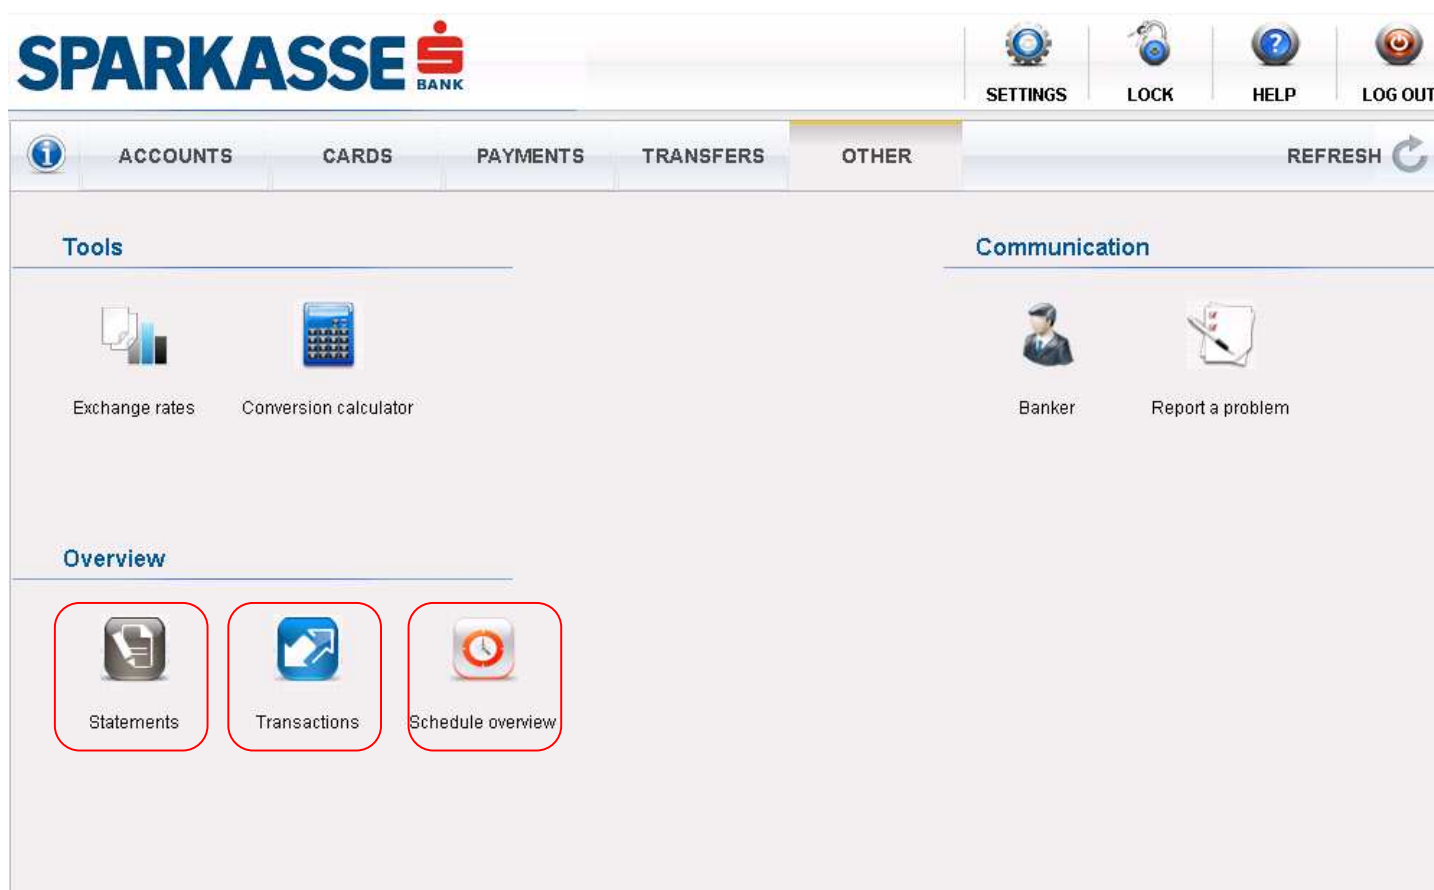 SPARKASSE
BANK
SETTINGS
LOCK
HELP
LOG OUT
ACCOUNTS
CARDS
PAYMENTS
TRANSFERS
OTHER
REFRESH
Tools
Communication
Exchange rates
Conversion calculator
Banker
Report a problem
Overview
Statements
Transactions
Schedule overview